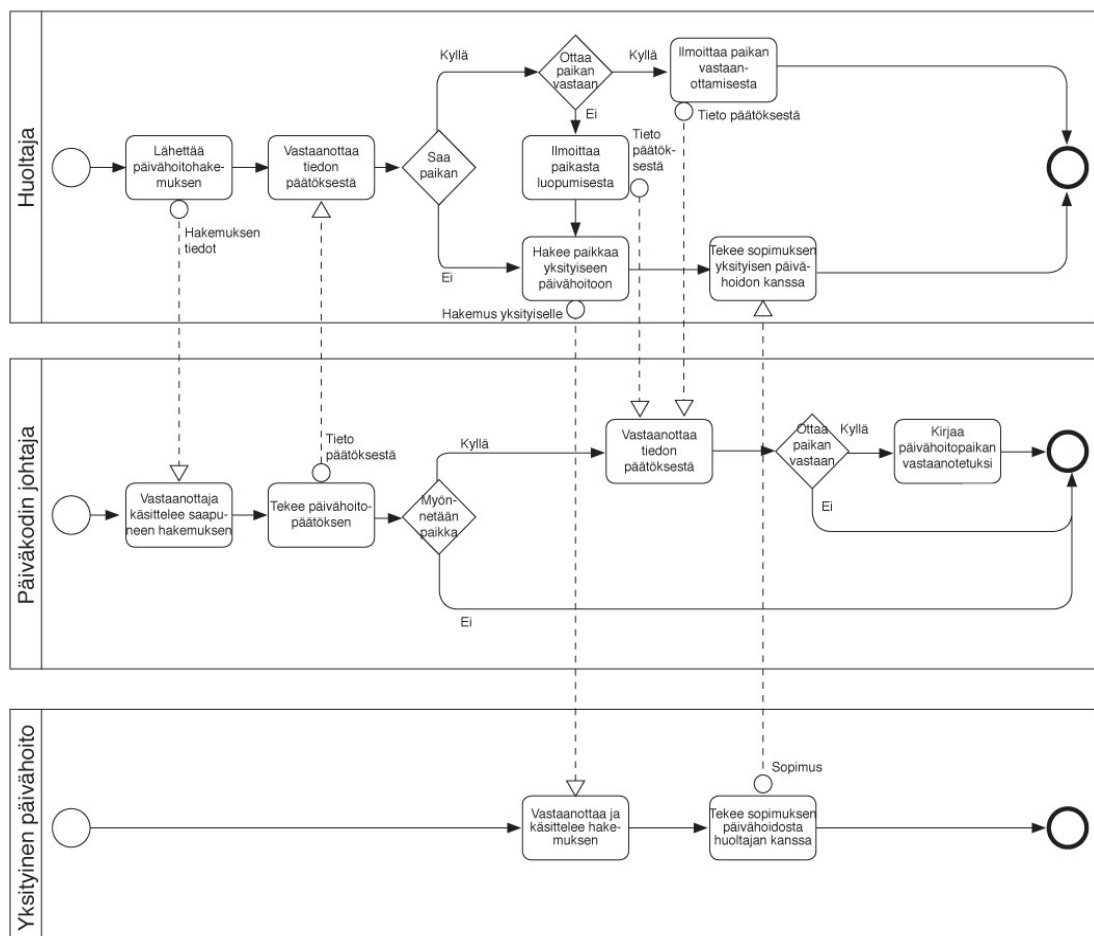 Huoltaja
Kyllä
Ottaa
paikan
vastaan
Kyllä
Ilmoittaa paikan
vastaan-
ottamisesta
Tieto päätöksestä
Ei
Lähettää
päivähoitohake-
muksen
Vastaanottaa
tiedon
päätöksestä
Saa
paikan
Ilmoittaa
paikasta
luopumisesta
Tieto
päätök-
sestä
Hakemuksen
tiedot
Ei
Hakee paikkaa
yksityiseen
päivähoitoon
Tekee sopimuksen
yksityisen päivä-
hoidon kanssa
Hakemus yksityiselle
Päiväkodin johtaja
Tieto
päätöksestä
Kyllä
Vastaanottaa
tiedon
päätöksestä
Ottaa
paikan
vastaan
Kyllä
Kirjaa
päivähoitopaikan
vastaanotetuksi
Vastaanottaja
käsittelee saapu-
neen hakemuksen
Tekee päivähoito-
päätöksen
Myön-
netään
paikka
Ei
Ei
Yksityinen päivähoito
Sopimus
Vastaanottaa ja
käsittelee hake-
muksen
Tekee sopimuksen
päivähoidosta
huoltajan kanssa